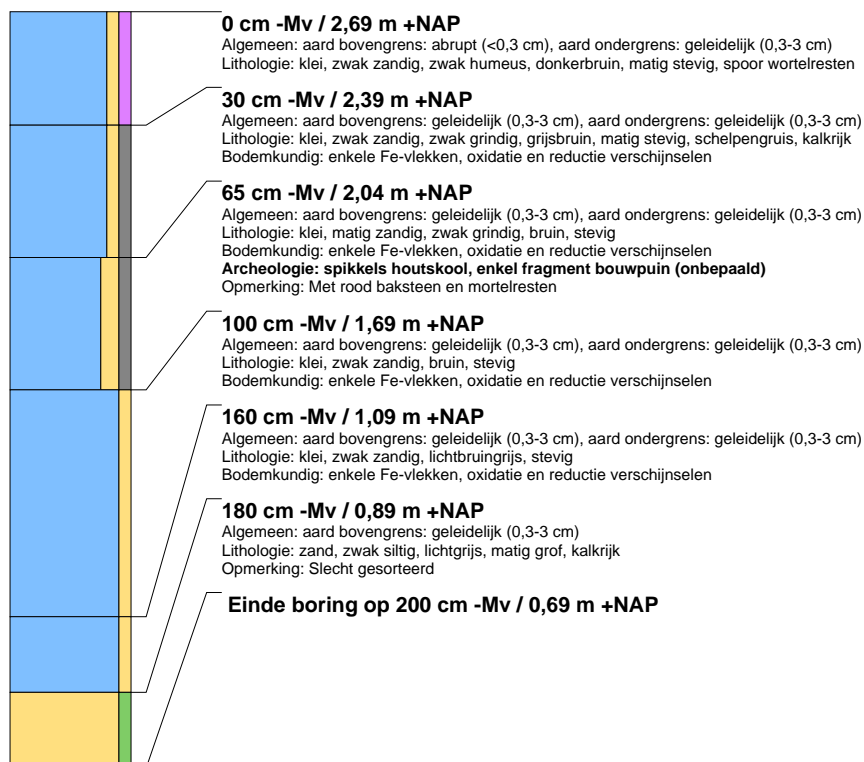 0 cm -Mv / 2,69 m +NAP
Algemeen: aard bovengrens: abrupt (<0,3 cm), aard ondergrens: geleidelijk (0,3-3 cm)
Lithologie: klei, zwak zandig, zwak humeus, donkerbruin, matig stevig, spoor wortelresten
30 cm -Mv / 2,39 m +NAP
Algemeen: aard bovengrens: geleidelijk (0,3-3 cm), aard ondergrens: geleidelijk (0,3-3 cm)
Lithologie: klei, zwak zandig, zwak grindig, grijsbruin, matig stevig, schelpengruis, kalkrijk
Bodemkundig: enkele Fe-vlekken, oxidatie en reductie verschijnselen
65 cm -Mv / 2,04 m +NAP
Algemeen: aard bovengrens: geleidelijk (0,3-3 cm), aard ondergrens: geleidelijk (0,3-3 cm)
Lithologie: klei, matig zandig, zwak grindig, bruin, stevig
Bodemkundig: enkele Fe-vlekken, oxidatie en reductie verschijnselen
Archeologie: spikkels houtskool, enkel fragment bouwpuin (onbepaald)
Opmerking: Met rood baksteen en mortelresten
100 cm -Mv / 1,69 m +NAP
Algemeen: aard bovengrens: geleidelijk (0,3-3 cm), aard ondergrens: geleidelijk (0,3-3 cm)
Lithologie: klei, zwak zandig, bruin, stevig
Bodemkundig: enkele Fe-vlekken, oxidatie en reductie verschijnselen
160 cm -Mv / 1,09 m +NAP
Algemeen: aard bovengrens: geleidelijk (0,3-3 cm), aard ondergrens: geleidelijk (0,3-3 cm)
Lithologie: klei, zwak zandig, lichtbruingrijs, stevig
Bodemkundig: enkele Fe-vlekken, oxidatie en reductie verschijnselen
180 cm -Mv / 0,89 m +NAP
Algemeen: aard bovengrens: geleidelijk (0,3-3 cm)
Lithologie: zand, zwak siltig, lichtgrijs, matig grof, kalkrijk
Opmerking: Slecht gesorteerd
Einde boring op 200 cm -Mv / 0,69 m +NAP